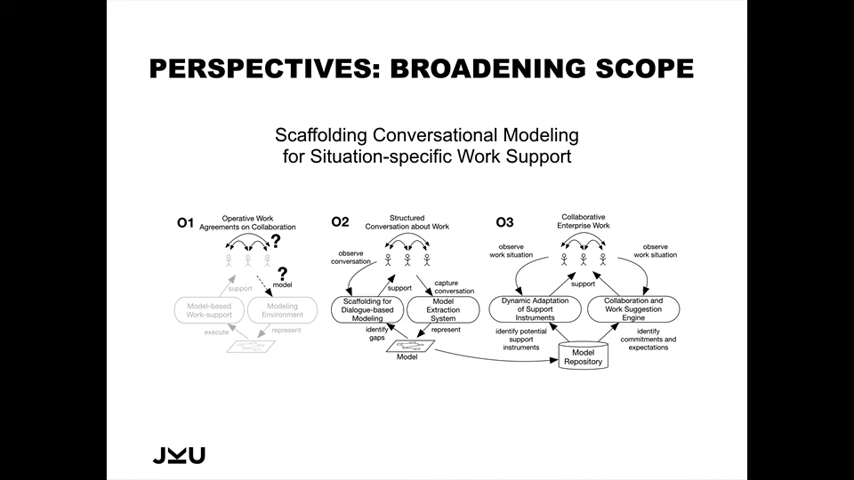 PERSPECTIVES: BROADENING SCOPE
Scaffolding Conversational Modeling
for Situation-specific Work Support
O1
Operative Work
Agreements on Collaboration
?
?
model
support
Model-based
Work-support
Modeling
Environment
execute
represent
O2
Structured
Conversation about Work
observe
conversation
support
capture
conversation
Scaffolding for
Dialogue-based
Modeling
Model
Extraction
System
identify
gaps
represent
Model
O3
Collaborative
Enterprise Work
observe
work situation
observe
work situation
support
Dynamic Adaptation
of Support
Instruments
Collaboration and
Work Suggestion
Engine
identify potential
support
instruments
identify
commitments and
expectations
Model
Repository
JKU